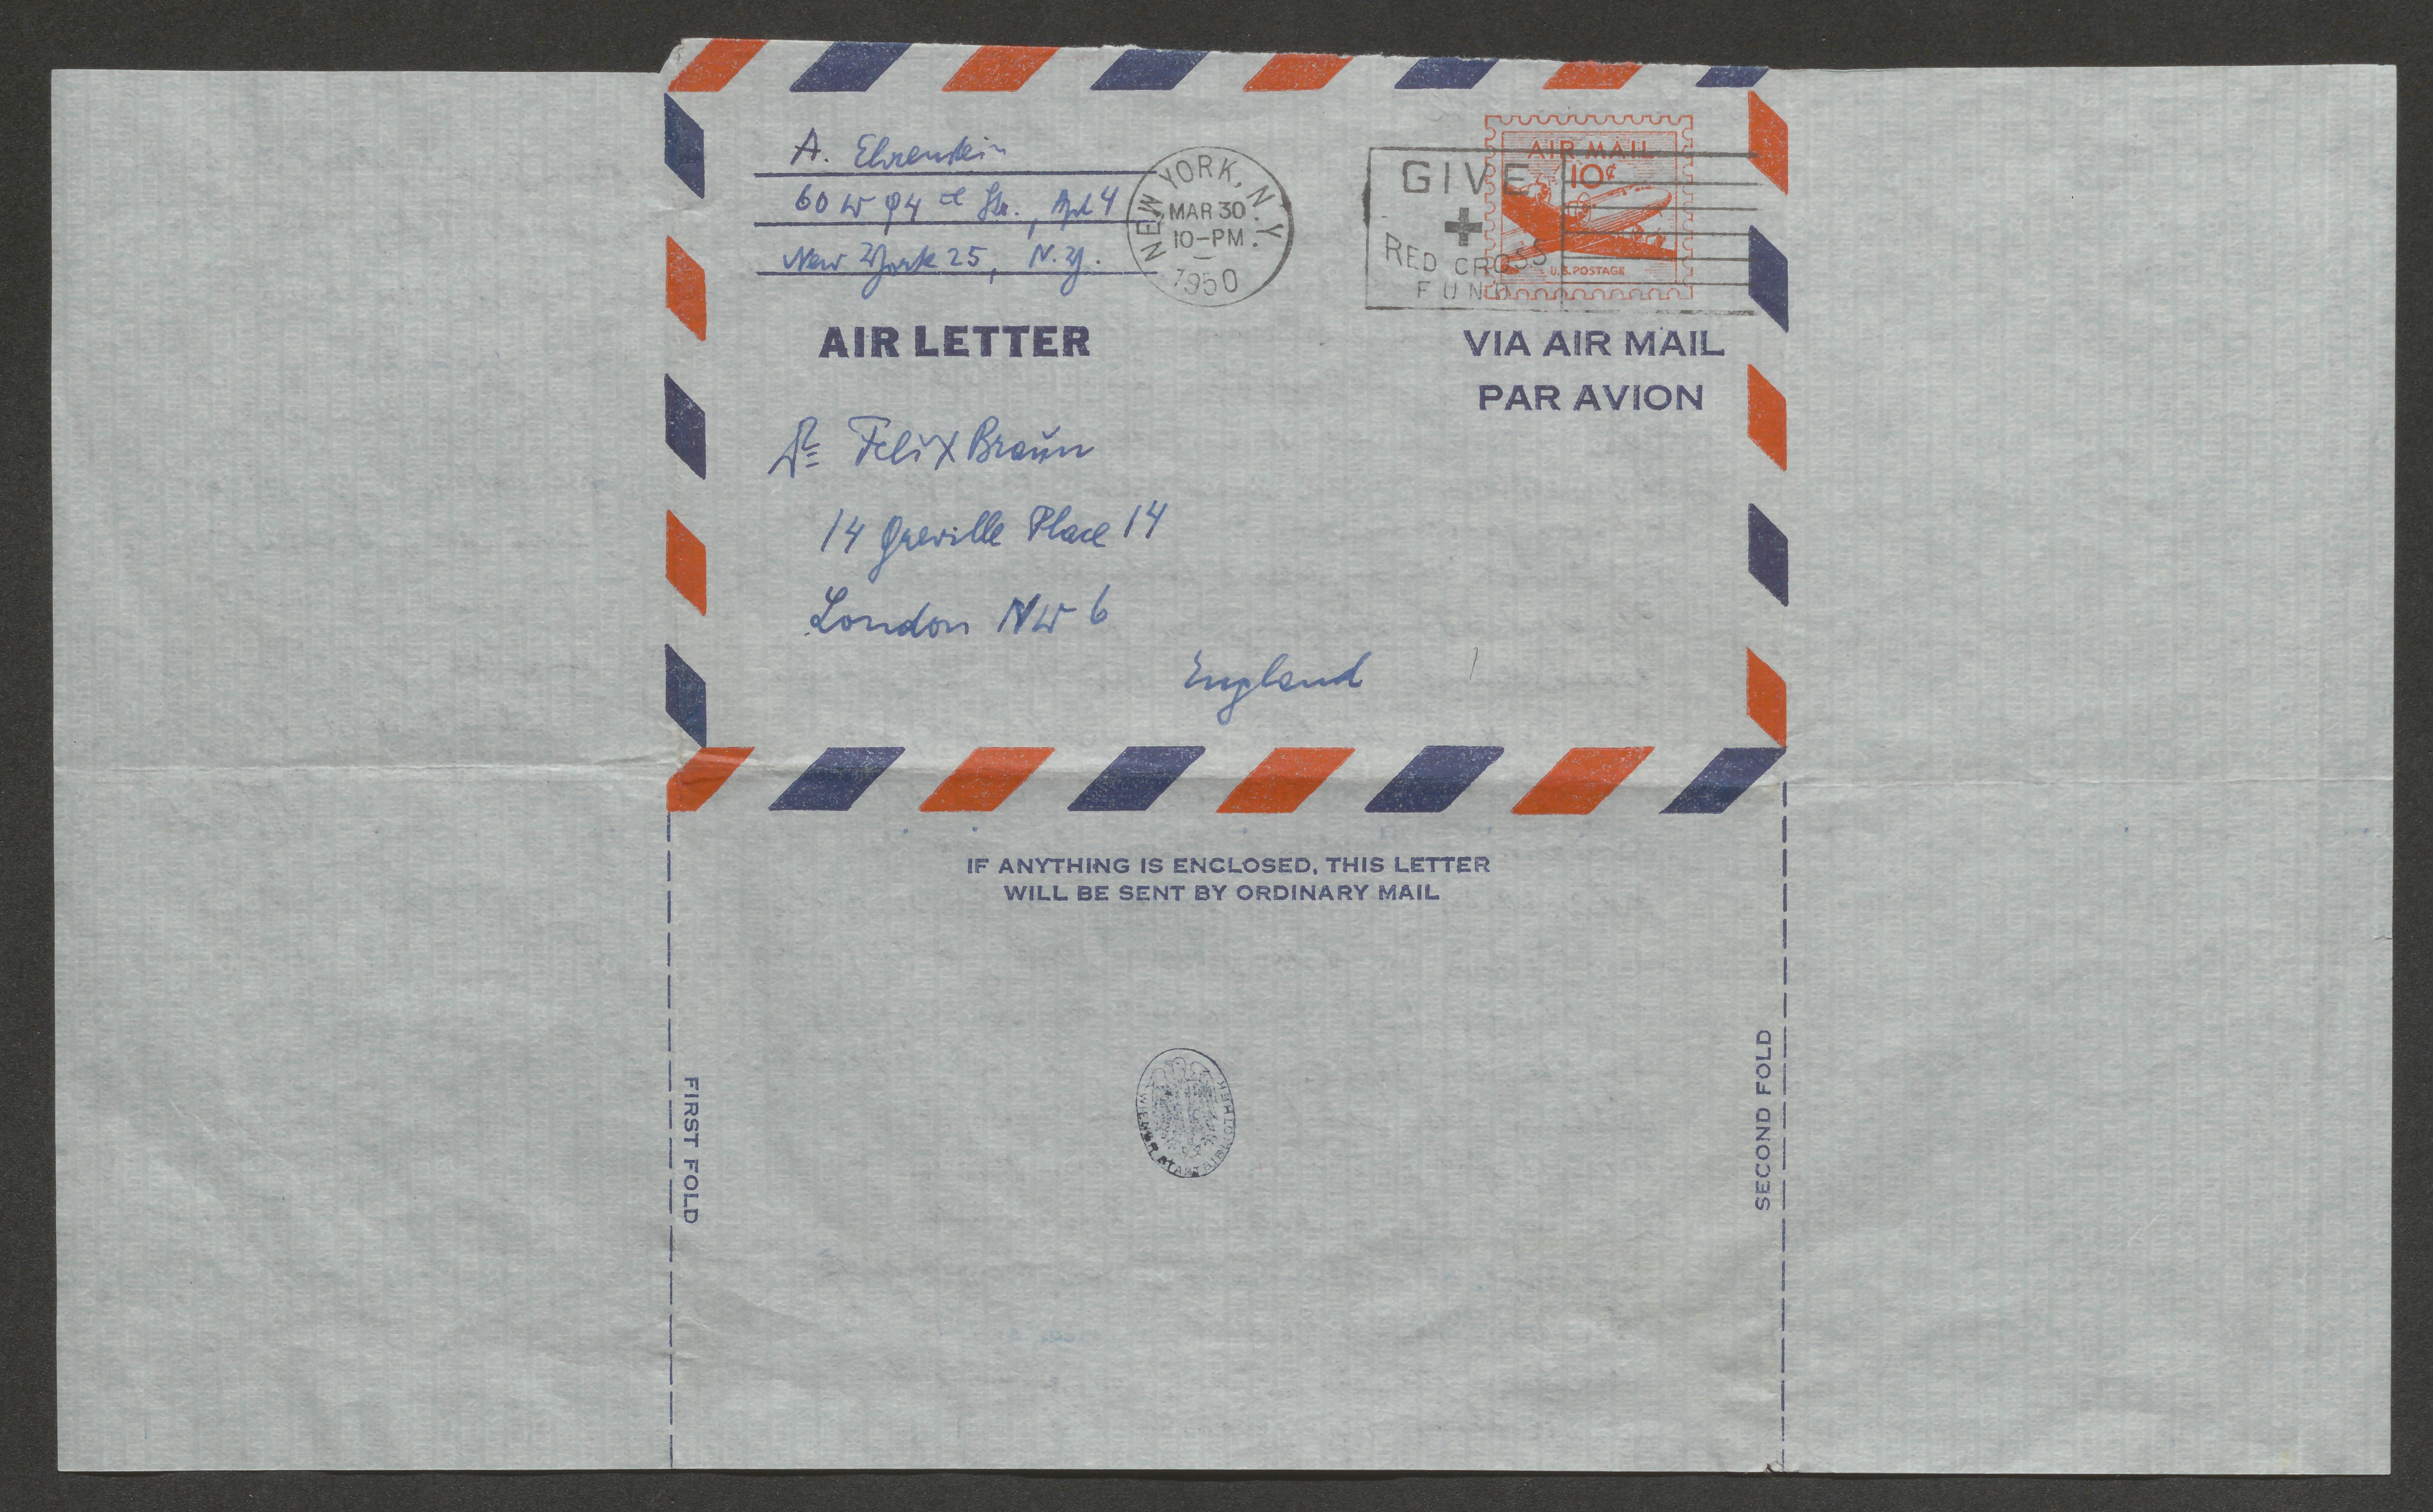 A. Ehrenstein
60 W 94th Str., Apt 4
New York 25, N.Y.
NEW YORK, N.Y.
MAR 30
10-PM
1950
GIVE
RED CROSS
FUND
AIR MAIL
10¢
U.S. POSTAGE
AIR LETTER
VIA AIR MAIL
PAR AVION
Dr Felix Braun
14 Greville Place 14
London NW 6
England
IF ANYTHING IS ENCLOSED, THIS LETTER
WILL BE SENT BY ORDINARY MAIL
FIRST FOLD
SECOND FOLD
WIENER STADTBIBLIOTHEK